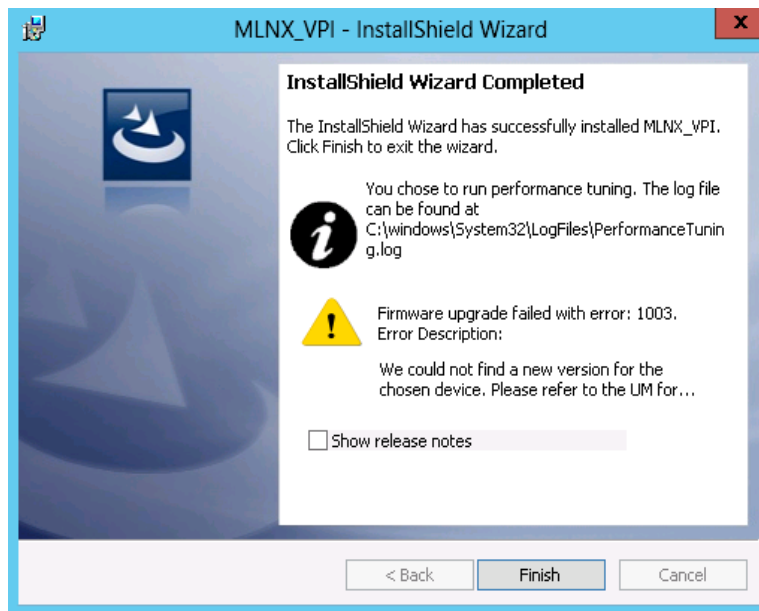 MLNX_VPI - InstallShield Wizard
x
InstallShield Wizard Completed
The InstallShield Wizard has successfully installed MLNX_VPI.
Click Finish to exit the wizard.
You chose to run performance tuning. The log file
can be found at
C:\windows\System32\LogFiles\PerformanceTunin
g.log
Firmware upgrade failed with error: 1003.
Error Description:
We could not find a new version for the
chosen device. Please refer to the UM for...
Show release notes
< Back
Finish
Cancel